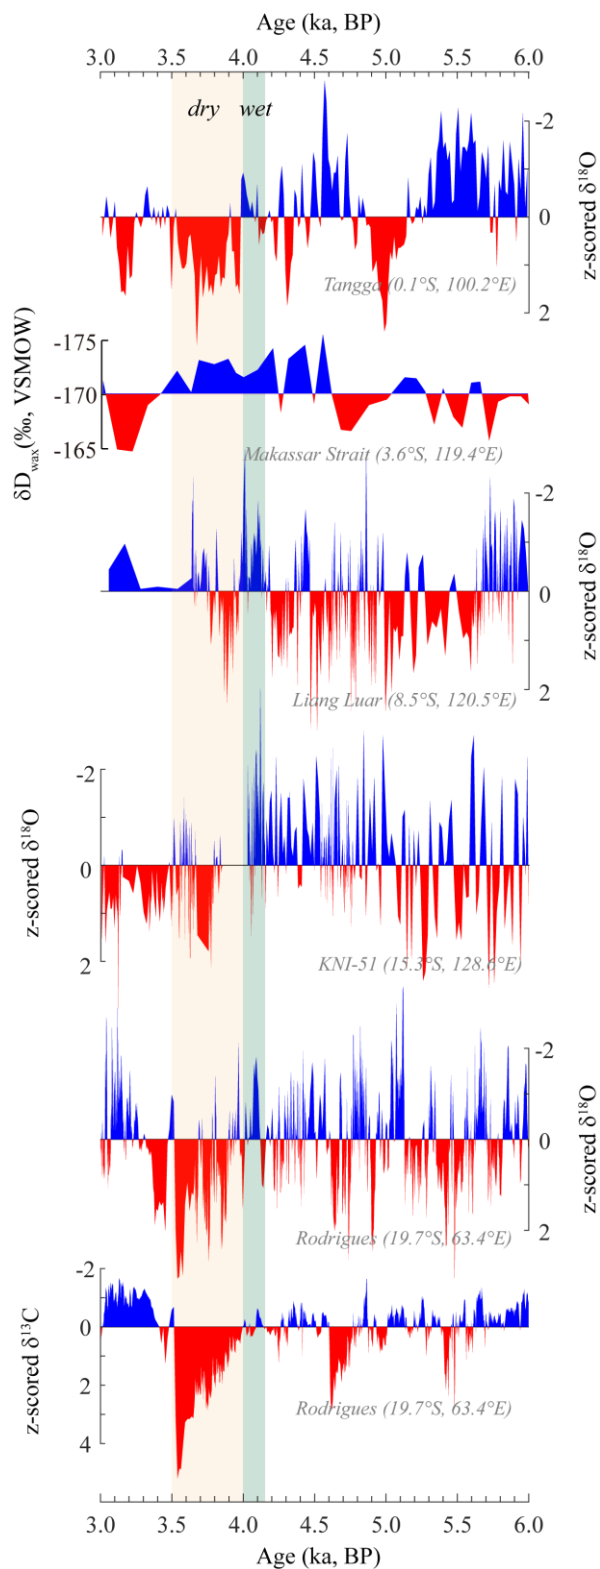 Age (ka, BP)
3.0 3.5 4.0 4.5 5.0 5.5 6.0
dry wet
-2
0
2
z-scored δ18O
Tangga (0.1°S, 100.2°E)
-175
-170
-165
δDwax(‰, VSMOW)
Makassar Strait (3.6°S, 119.4°E)
-2
0
2
z-scored δ18O
Liang Luar (8.5°S, 120.5°E)
-2
0
2
z-scored δ18O
KNI-51 (15.3°S, 128.6°E)
-2
0
2
z-scored δ18O
Rodrigues (19.7°S, 63.4°E)
-2
0
2
4
z-scored δ13C
Rodrigues (19.7°S, 63.4°E)
3.0 3.5 4.0 4.5 5.0 5.5 6.0
Age (ka, BP)